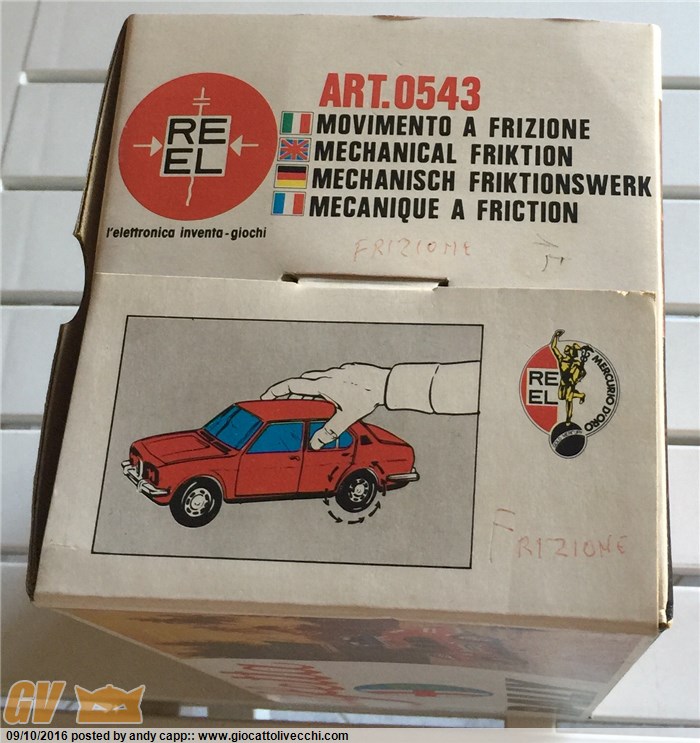 ART.0543
RE
EL
MOVIMENTO A FRIZIONE
MECHANICAL FRIKTION
MECHANISCH FRIKTIONSWERK
MECANIQUE A FRICTION
l'elettronica inventa-giochi
FRIZIONE
RE
EL
MERCURIO D'ORO
FRIZIONE
GV
09/10/2016 posted by andy capp:: www.giocattolivecchi.com